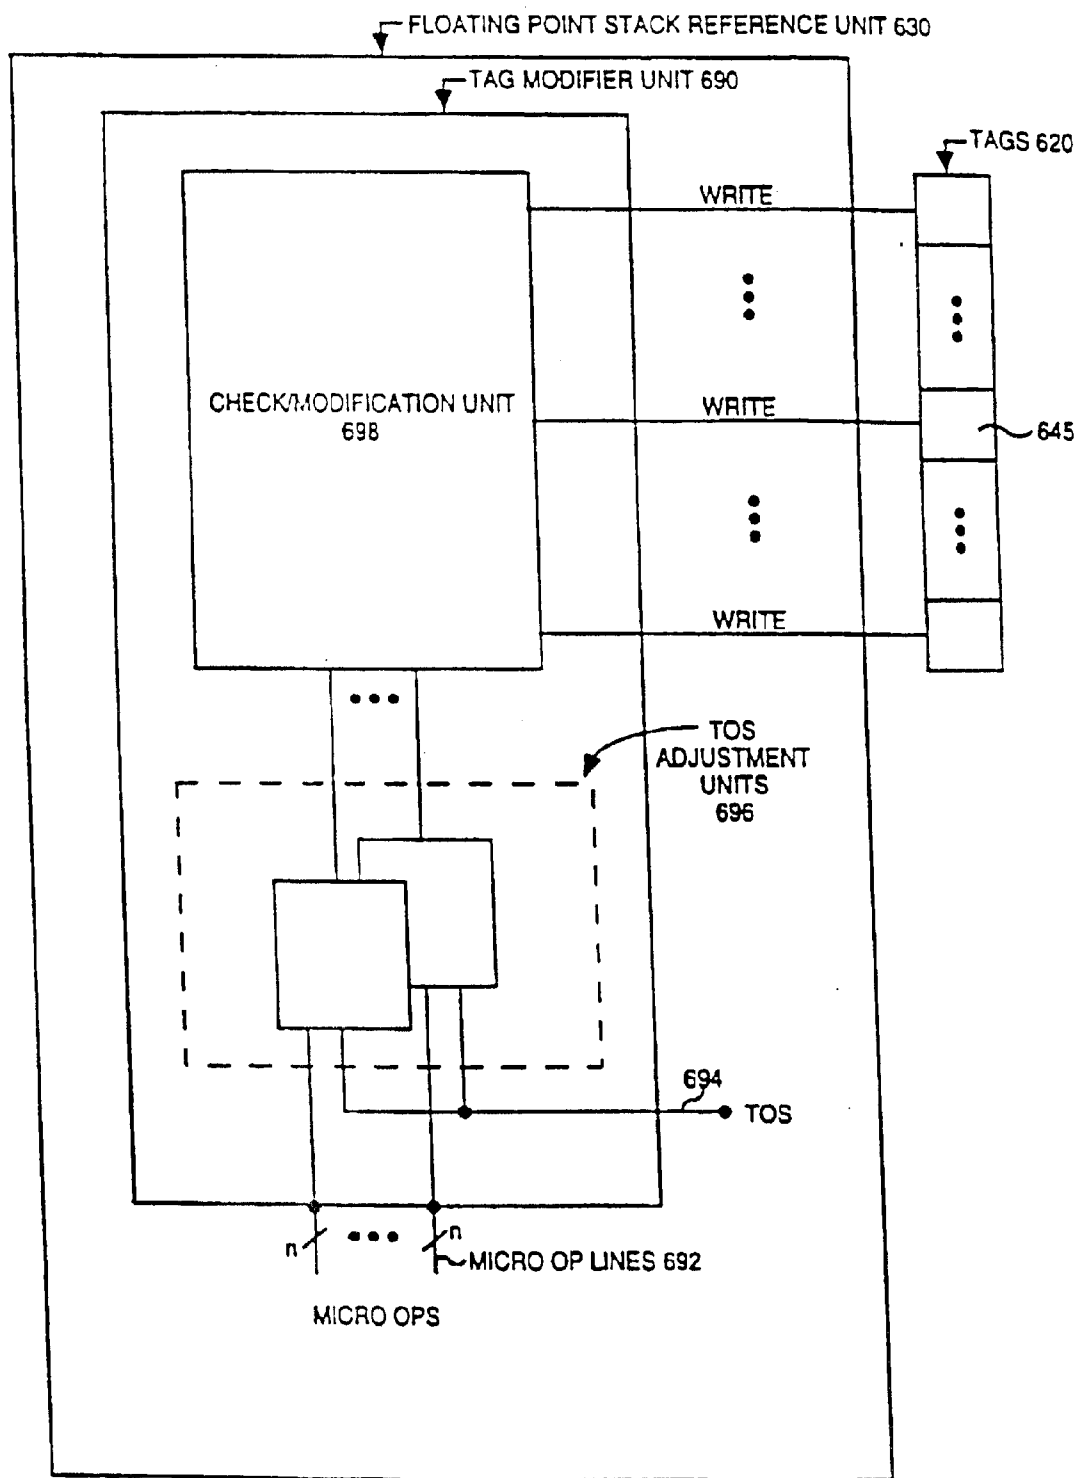 FLOATING POINT STACK REFERENCE UNIT 630
TAG MODIFIER UNIT 690
TAGS 620
WRITE
CHECK/MODIFICATION UNIT
698
WRITE
645
WRITE
TOS
ADJUSTMENT
UNITS
696
694
TOS
n
n
MICRO OP LINES 692
MICRO OPS